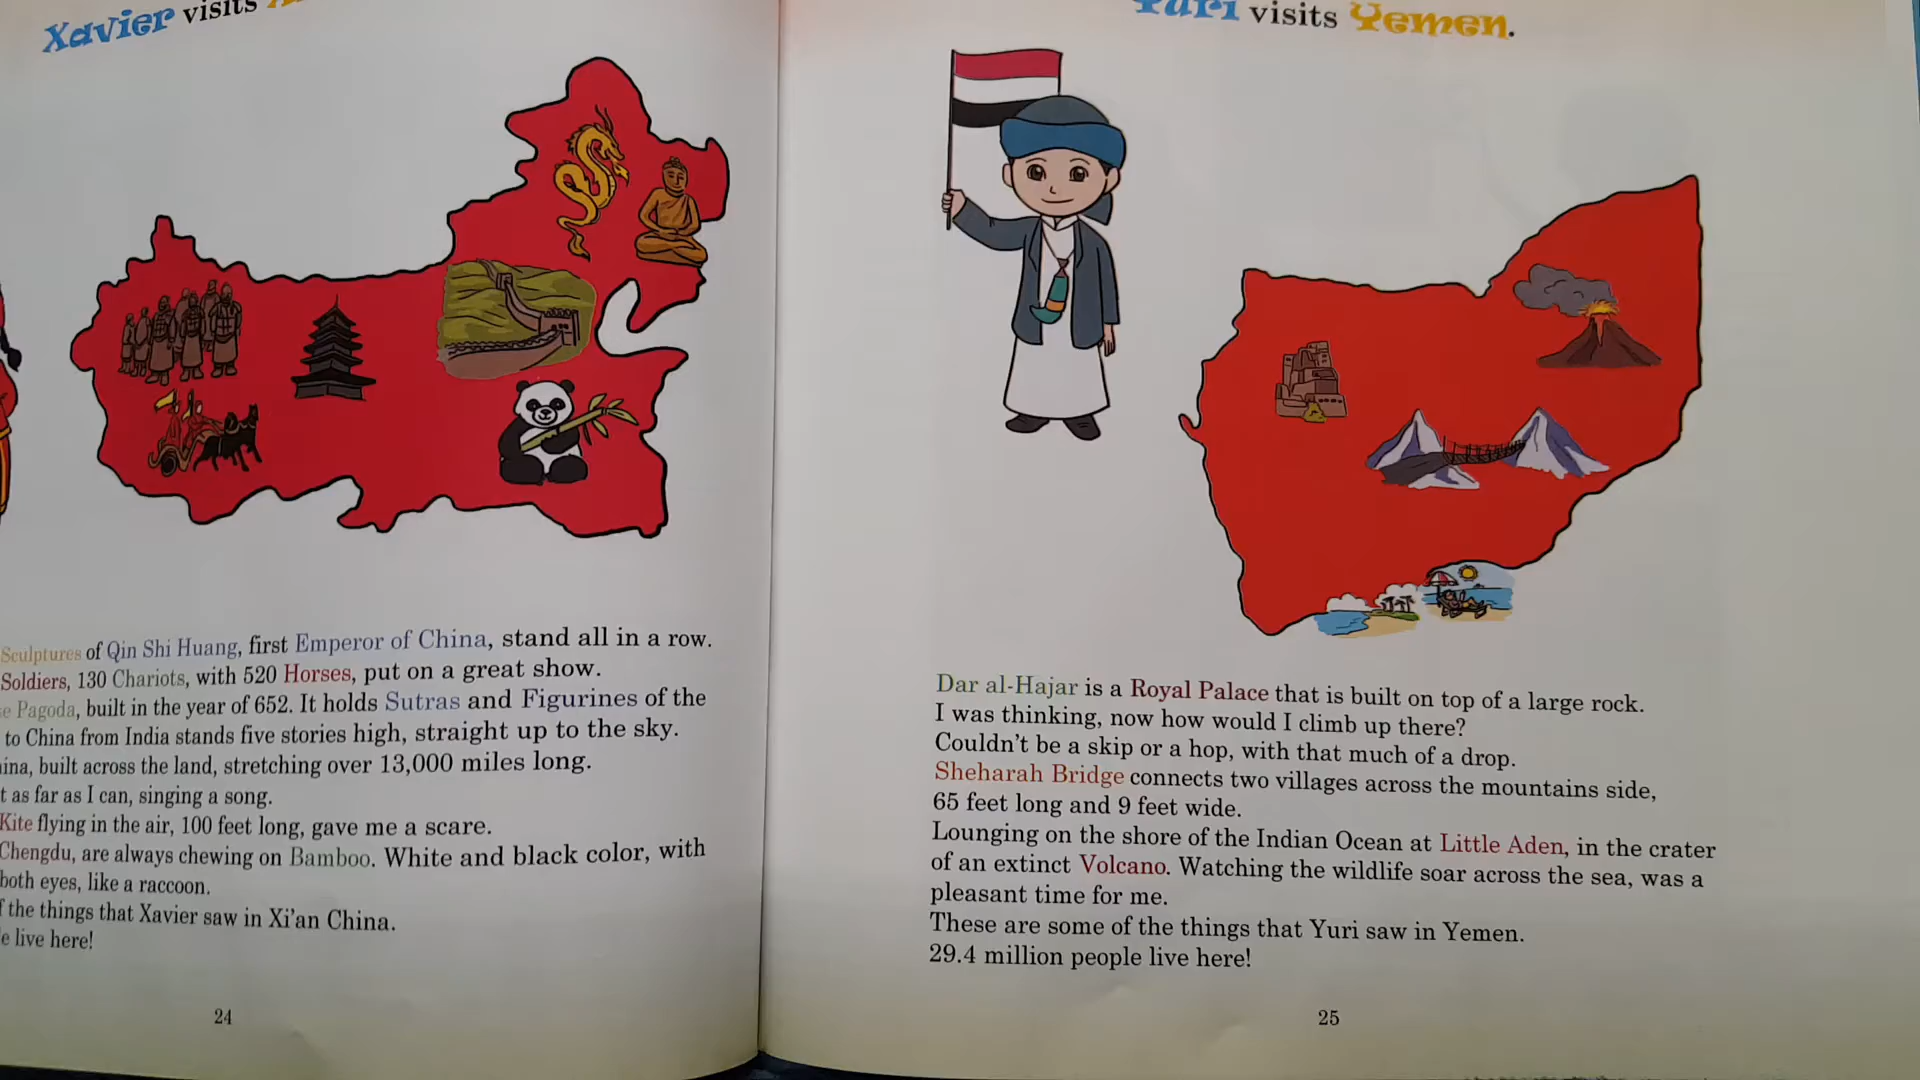 Xavier visits
Sculptures of Qin Shi Huang, first Emperor of China, stand all in a row.
Soldiers, 130 Chariots, with 520 Horses, put on a great show.
Pagoda, built in the year of 652. It holds Sutras and Figurines of the
to China from India stands five stories high, straight up to the sky.
built across the land, stretching over 13,000 miles long.
as far as I can, singing a song.
Kite flying in the air, 100 feet long, gave me a scare.
Chengdu, are always chewing on Bamboo. White and black color, with
both eyes, like a raccoon.
the things that Xavier saw in Xi'an China.
live here!
24
Yuri visits Yemen.
Dar al-Hajar is a Royal Palace that is built on top of a large rock.
I was thinking, now how would I climb up there?
Couldn't be a skip or a hop, with that much of a drop.
Sheharah Bridge connects two villages across the mountains side,
65 feet long and 9 feet wide.
Lounging on the shore of the Indian Ocean at Little Aden, in the crater
of an extinct Volcano. Watching the wildlife soar across the sea, was a
pleasant time for me.
These are some of the things that Yuri saw in Yemen.
29.4 million people live here!
25